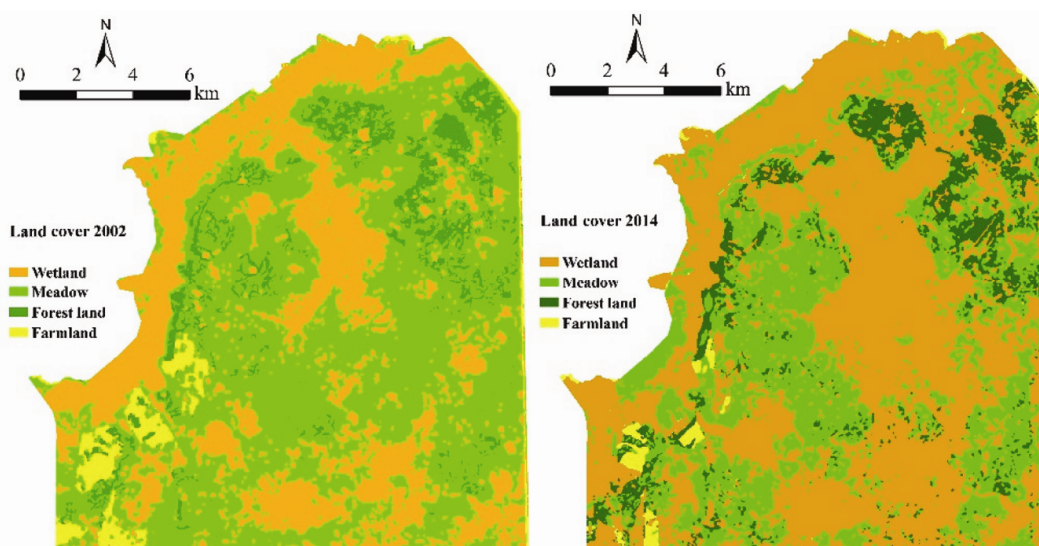 N
0 2 4 6
km
Land cover 2002
Wetland
Meadow
Forest land
Farmland
N
0 2 4 6
km
Land cover 2014
Wetland
Meadow
Forest land
Farmland